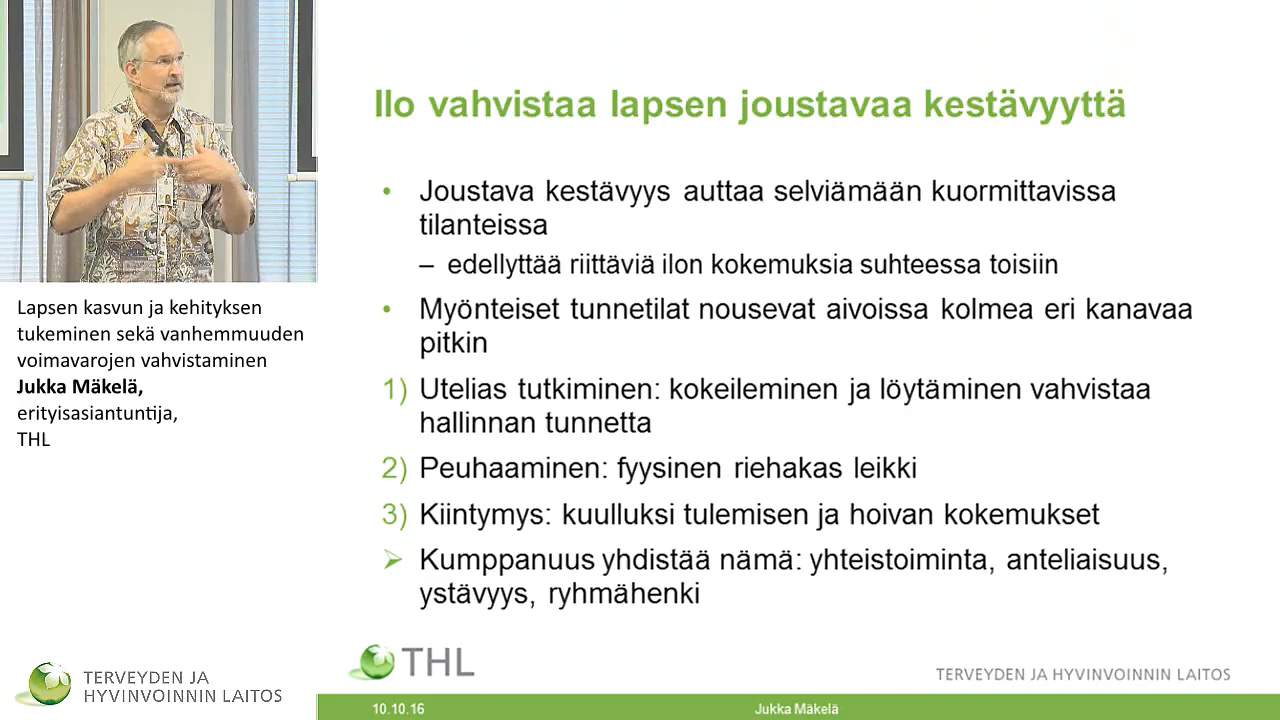 Lapsen kasvun ja kehityksen
tukeminen sekä vanhemmuuden
voimavarojen vahvistaminen
Jukka Mäkelä,
erityisasiantuntija,
THL
TERVEYDEN JA
HYVINVOINNIN LAITOS
Ilo vahvistaa lapsen joustavaa kestävyyttä
• Joustava kestävyys auttaa selviämään kuormittavissa
tilanteissa
– edellyttää riittäviä ilon kokemuksia suhteessa toisiin
• Myönteiset tunnetilat nousevat aivoissa kolmea eri kanavaa
pitkin
1) Utelias tutkiminen: kokeileminen ja löytäminen vahvistaa
hallinnan tunnetta
2) Peuhaaminen: fyysinen riehakas leikki
3) Kiintymys: kuulluksi tulemisen ja hoivan kokemukset
➢ Kumppanuus yhdistää nämä: yhteistoiminta, anteliaisuus,
ystävyys, ryhmähenki
THL
TERVEYDEN JA HYVINVOINNIN LAITOS
10.10.16
Jukka Mäkelä